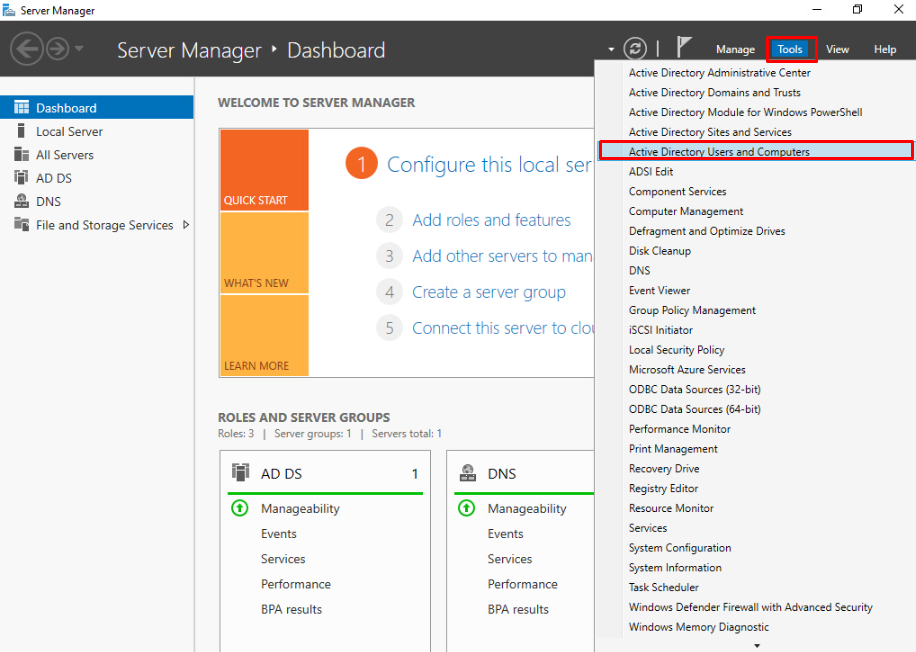 Server Manager
Server Manager ‣ Dashboard
Manage Tools View Help
Dashboard
Local Server
All Servers
AD DS
DNS
File and Storage Services
WELCOME TO SERVER MANAGER
QUICK START
WHAT'S NEW
LEARN MORE
1 Configure this local ser
2 Add roles and features
3 Add other servers to man
4 Create a server group
5 Connect this server to clou
ROLES AND SERVER GROUPS
Roles: 3 | Server groups: 1 | Servers total: 1
AD DS 1
Manageability
Events
Services
Performance
BPA results
DNS
Manageability
Events
Services
Performance
BPA results
Active Directory Administrative Center
Active Directory Domains and Trusts
Active Directory Module for Windows PowerShell
Active Directory Sites and Services
Active Directory Users and Computers
ADSI Edit
Component Services
Computer Management
Defragment and Optimize Drives
Disk Cleanup
DNS
Event Viewer
Group Policy Management
iSCSI Initiator
Local Security Policy
Microsoft Azure Services
ODBC Data Sources (32-bit)
ODBC Data Sources (64-bit)
Performance Monitor
Print Management
Recovery Drive
Registry Editor
Resource Monitor
Services
System Configuration
System Information
Task Scheduler
Windows Defender Firewall with Advanced Security
Windows Memory Diagnostic